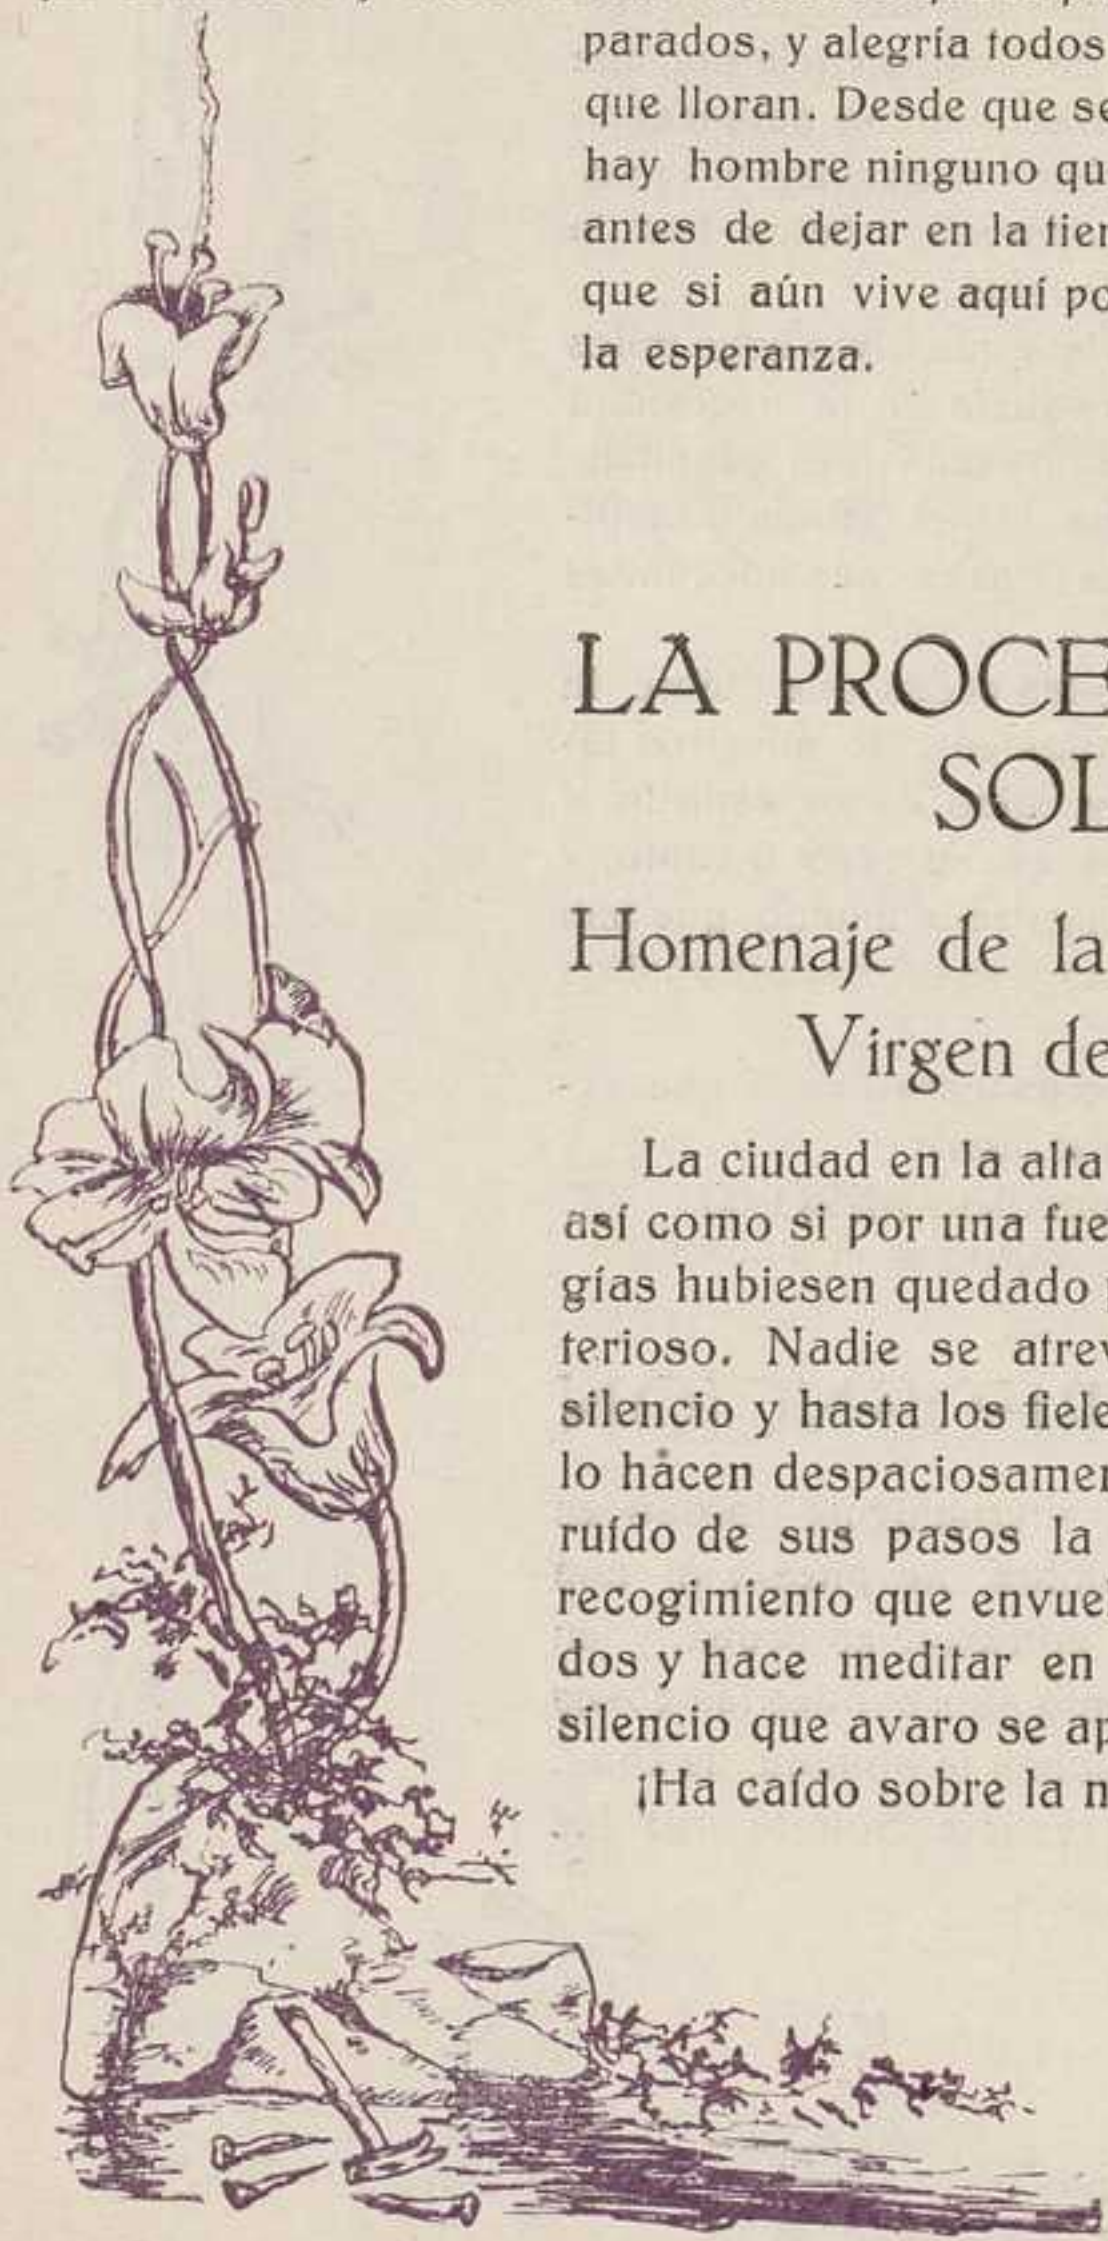 parados, y alegría todos
que lloran. Desde que se
hay hombre ninguno qu
antes de dejar en la tier
que si aún vive aquí po
la esperanza.
LA PROCE
SOL
Homenaje de la
Virgen de
La ciudad en la alta
así como si por una fue
gías hubiesen quedado
terioso. Nadie se atrev
silencio y hasta los fiele
lo hacen despaciosamen
ruído de sus pasos la
recogimiento que envuel
dos y hace meditar en
silencio que avaro se ap
¡Ha caído sobre la n